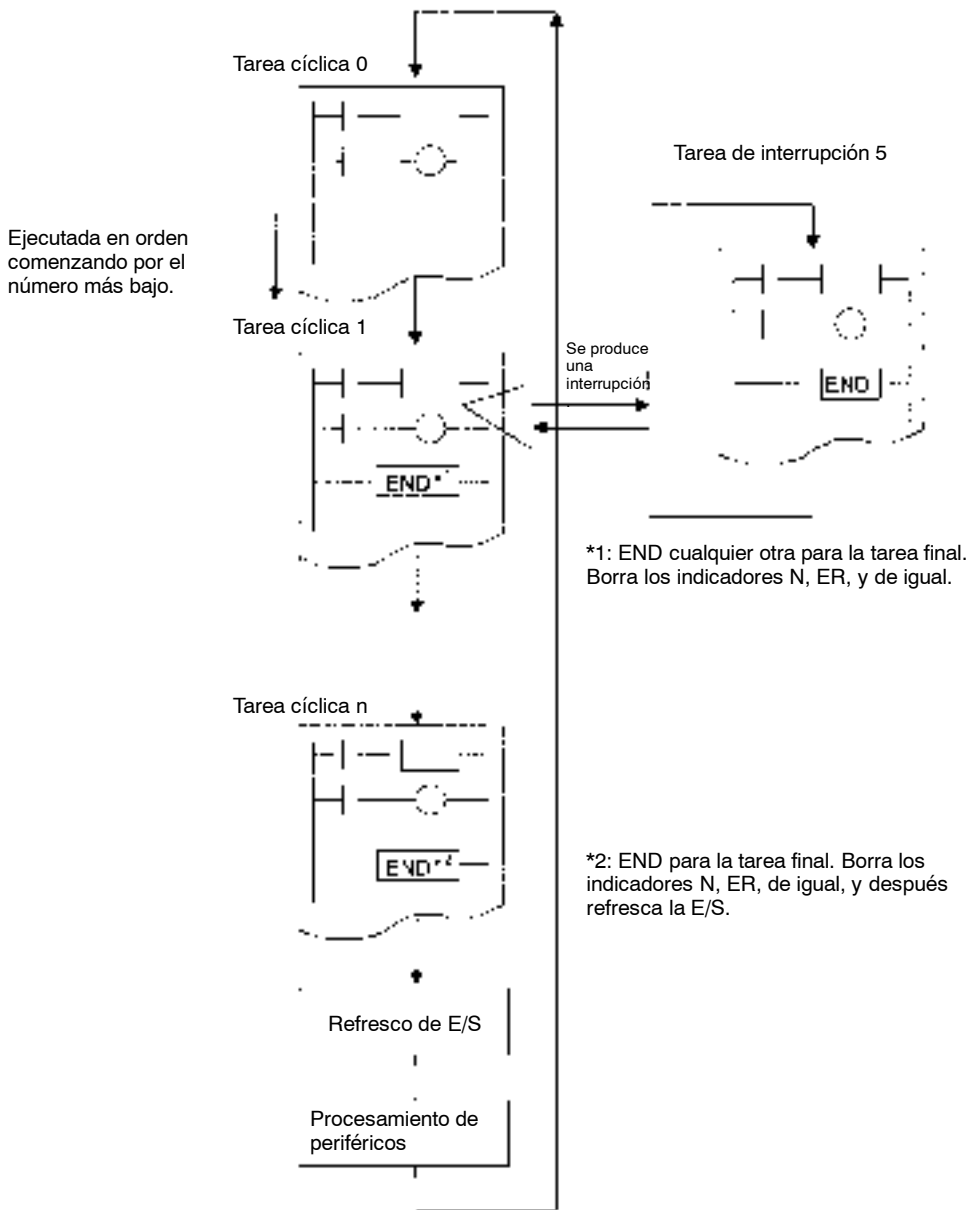 Tarea cíclica 0
Tarea de interrupción 5
Ejecutada en orden
comenzando por el
número más bajo.
Tarea cíclica 1
Se produce
una
interrupción
END
END*1
*1: END cualquier otra para la tarea final.
Borra los indicadores N, ER, y de igual.
Tarea cíclica n
END*2
*2: END para la tarea final. Borra los
indicadores N, ER, de igual, y después
refresca la E/S.
Refresco de E/S
Procesamiento de
periféricos